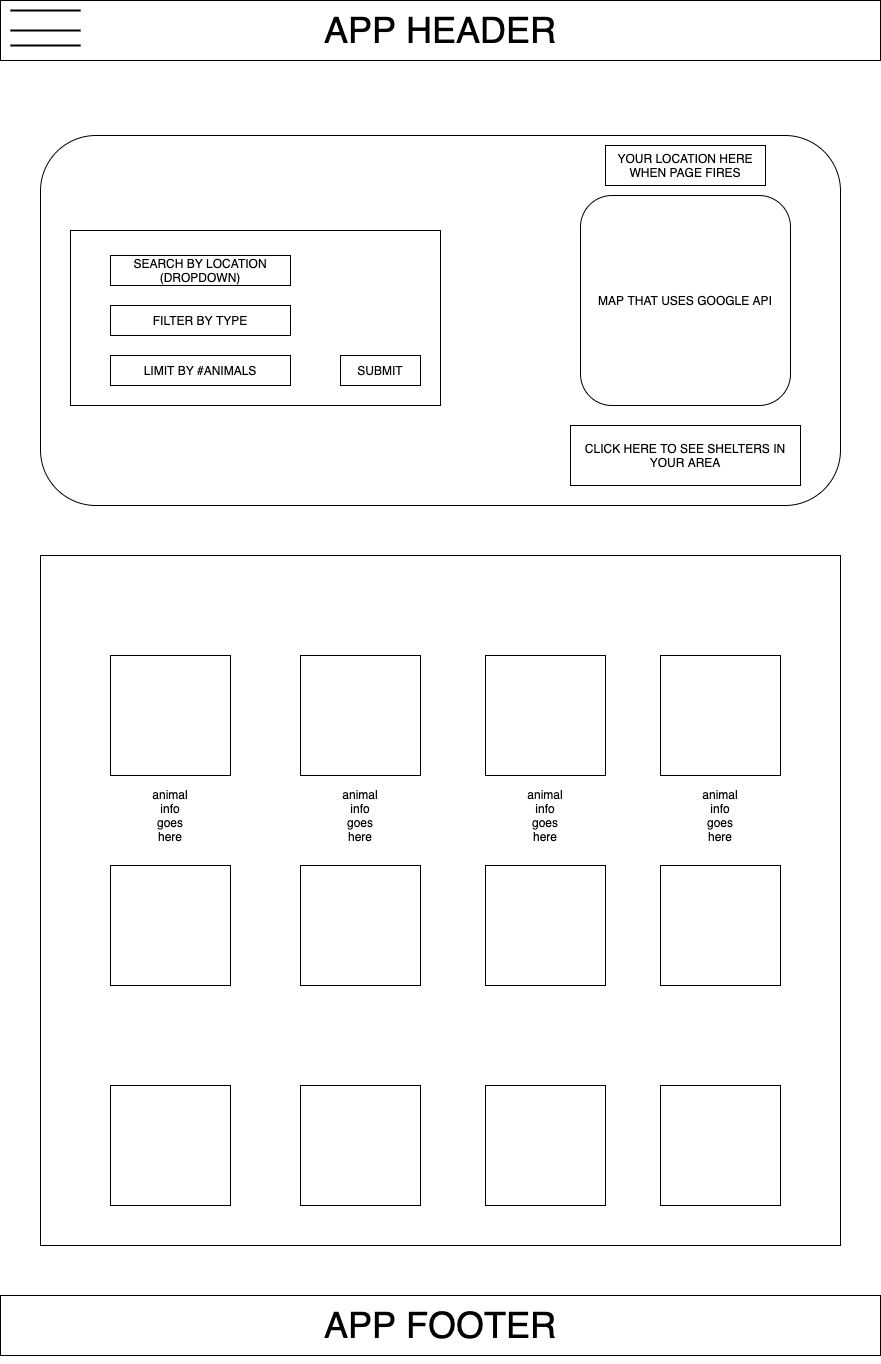 APP HEADER
YOUR LOCATION HERE
WHEN PAGE FIRES
SEARCH BY LOCATION
(DROPDOWN)
FILTER BY TYPE
LIMIT BY #ANIMALS
SUBMIT
MAP THAT USES GOOGLE API
CLICK HERE TO SEE SHELTERS IN
YOUR AREA
animal
info
goes
here
animal
info
goes
here
animal
info
goes
here
animal
info
goes
here
APP FOOTER